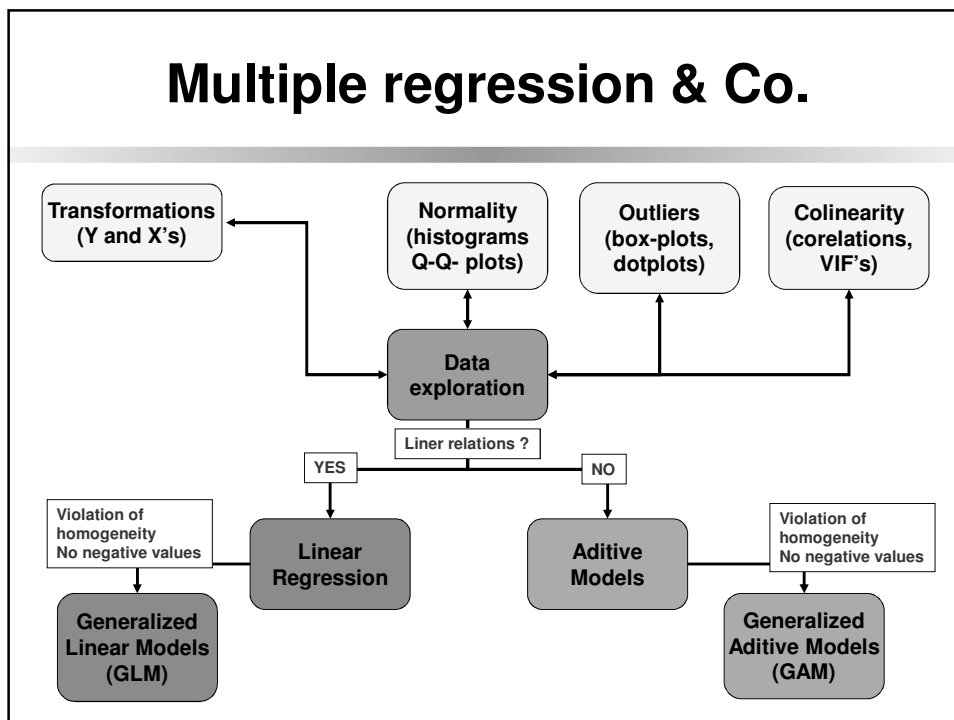 Multiple regression & Co.
Transformations
(Y and X's)
Normality
(histograms
Q-Q- plots)
Outliers
(box-plots,
dotplots)
Colinearity
(corelations,
VIF's)
Data
exploration
Liner relations ?
YES
NO
Violation of
homogeneity
No negative values
Linear
Regression
Aditive
Models
Violation of
homogeneity
No negative values
Generalized
Linear Models
(GLM)
Generalized
Aditive Models
(GAM)